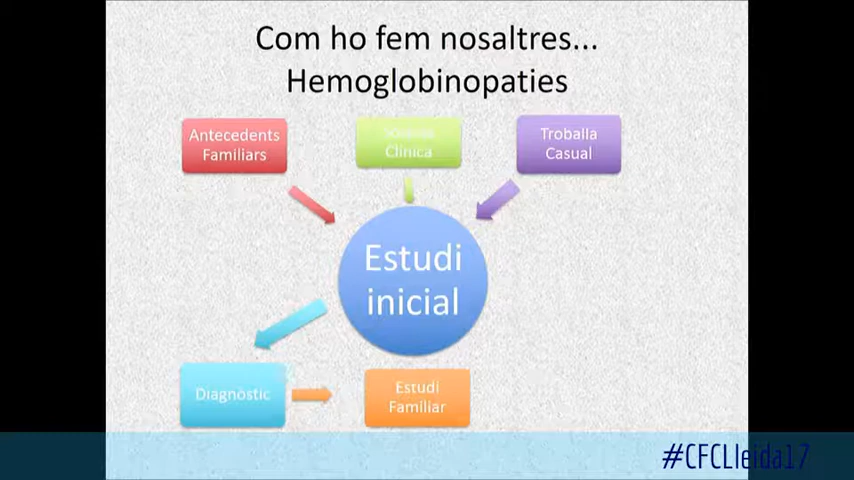 Com ho fem nosaltres...
Hemoglobinopaties
Antecedents
Familiars
Clínica
Troballa
Casual
Estudi
inicial
Diagnòstic
Estudi
Familiar
#CFCLleida17